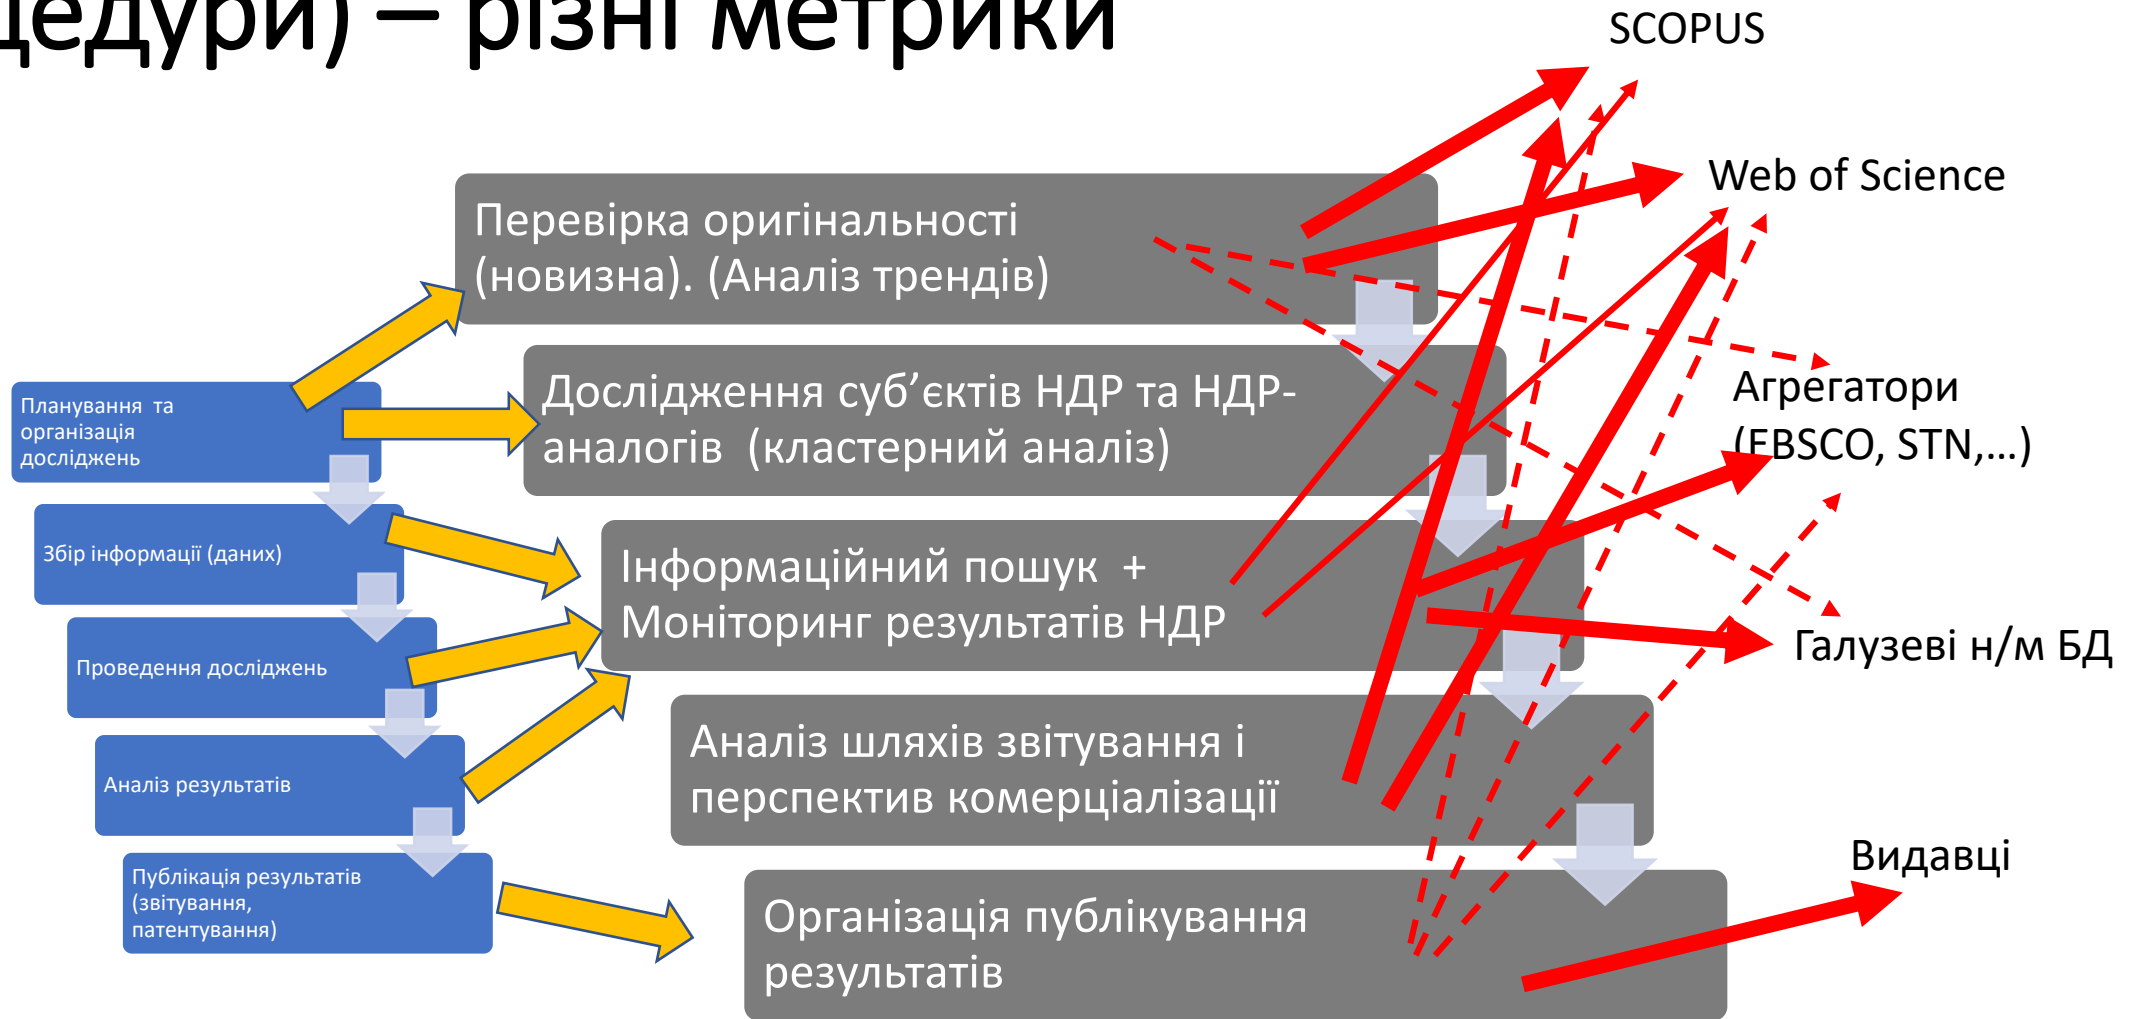 цедури) – різні метрики
SCOPUS
Web of Science
Перевірка оригінальності
(новизна). (Аналіз трендів)
Дослідження суб’єктів НДР та НДР-
аналогів (кластерний аналіз)
Агрегатори
(EBSCO, STN,...)
Планування та
організація
досліджень
Збір інформації (даних)
Інформаційний пошук +
Моніторинг результатів НДР
Галузеві н/м БД
Проведення досліджень
Аналіз результатів
Аналіз шляхів звітування і
перспектив комерціалізації
Видавці
Публікація результатів
(звітування,
патентування)
Організація публікування
результатів